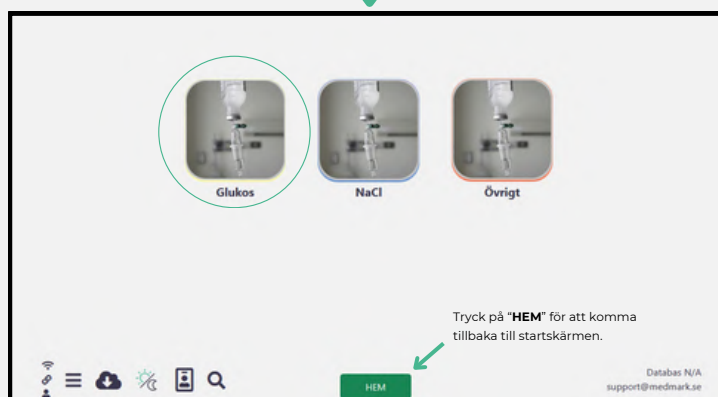 Glukos
NaCl
Övrigt
Tryck på “HEM” för att komma
tillbaka till startskärmen.
HEM
Databas N/A
support@medmark.se